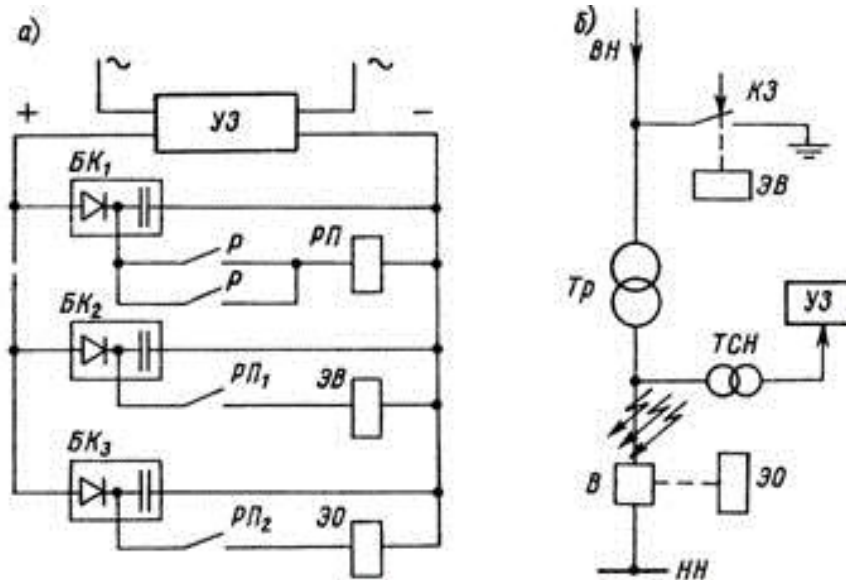 а)
~ ~
+ УЗ −
БК₁
Р РП
Р
БК₂
РП₁ ЭВ
БК₃
РП₂ ЭО
б)
ВН
КЗ
ЭВ
Тр
УЗ
ТСН
В ЭО
НН